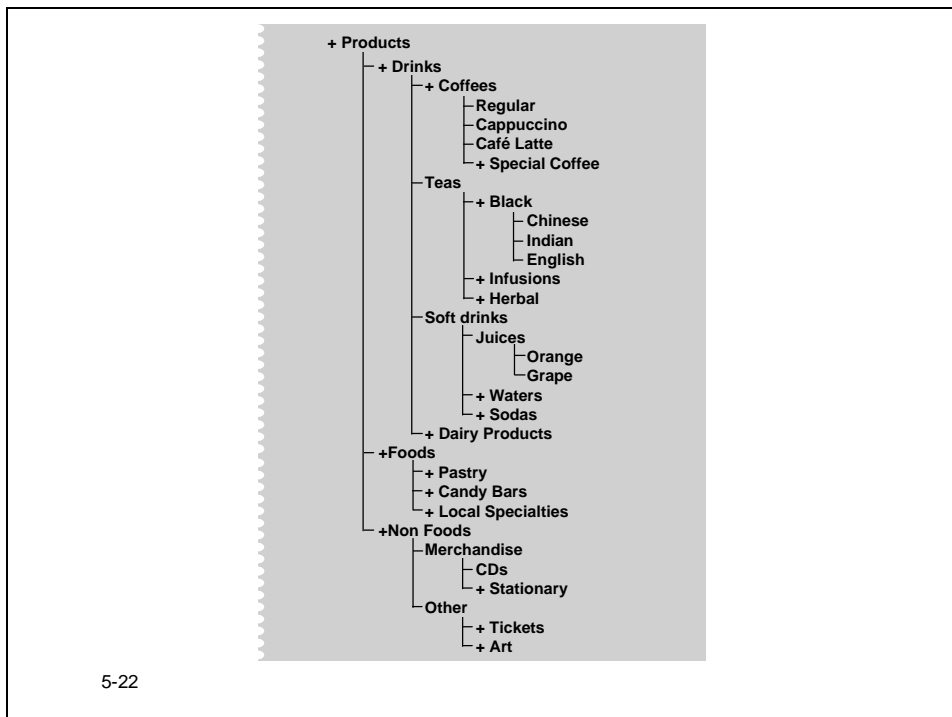 + Products
+ Drinks
+ Coffees
Regular
Cappuccino
Café Latte
+ Special Coffee
Teas
+ Black
Chinese
Indian
English
+ Infusions
+ Herbal
Soft drinks
Juices
Orange
Grape
+ Waters
+ Sodas
+ Dairy Products
+Foods
+ Pastry
+ Candy Bars
+ Local Specialties
+Non Foods
Merchandise
CDs
+ Stationary
Other
+ Tickets
+ Art
5-22